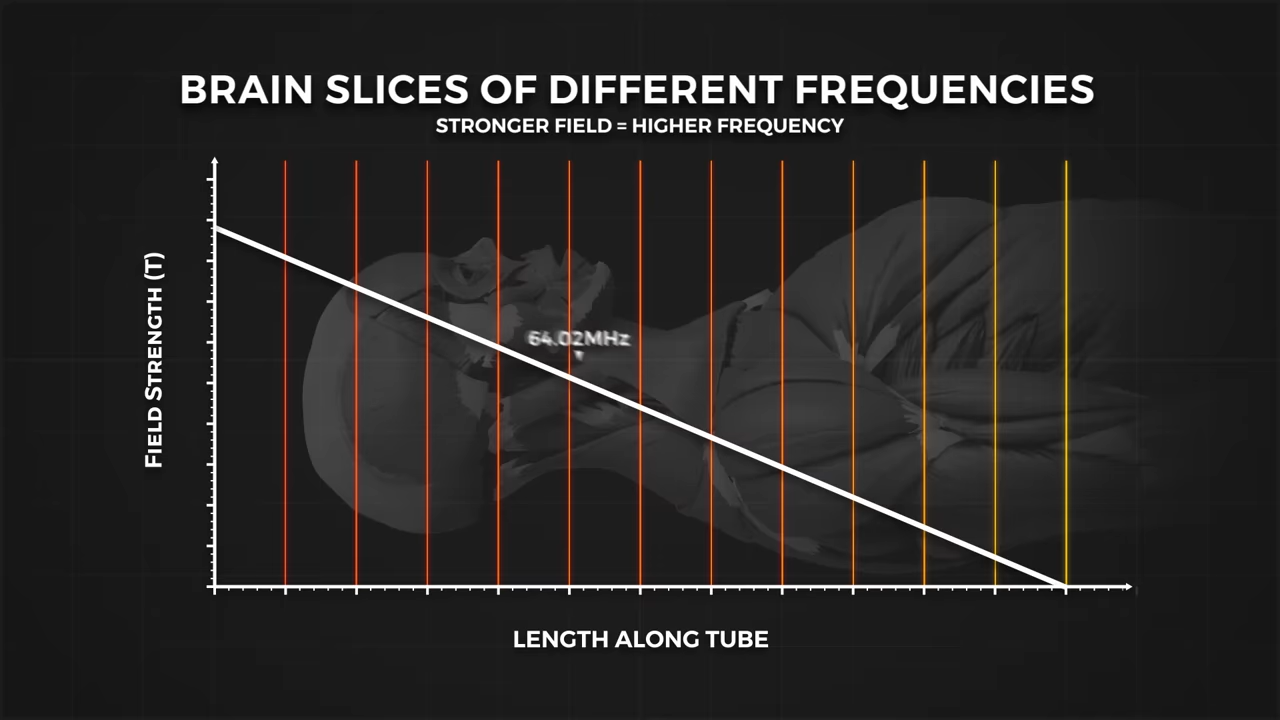 BRAIN SLICES OF DIFFERENT FREQUENCIES
STRONGER FIELD = HIGHER FREQUENCY
FIELD STRENGTH (T)
64.02MHz
LENGTH ALONG TUBE